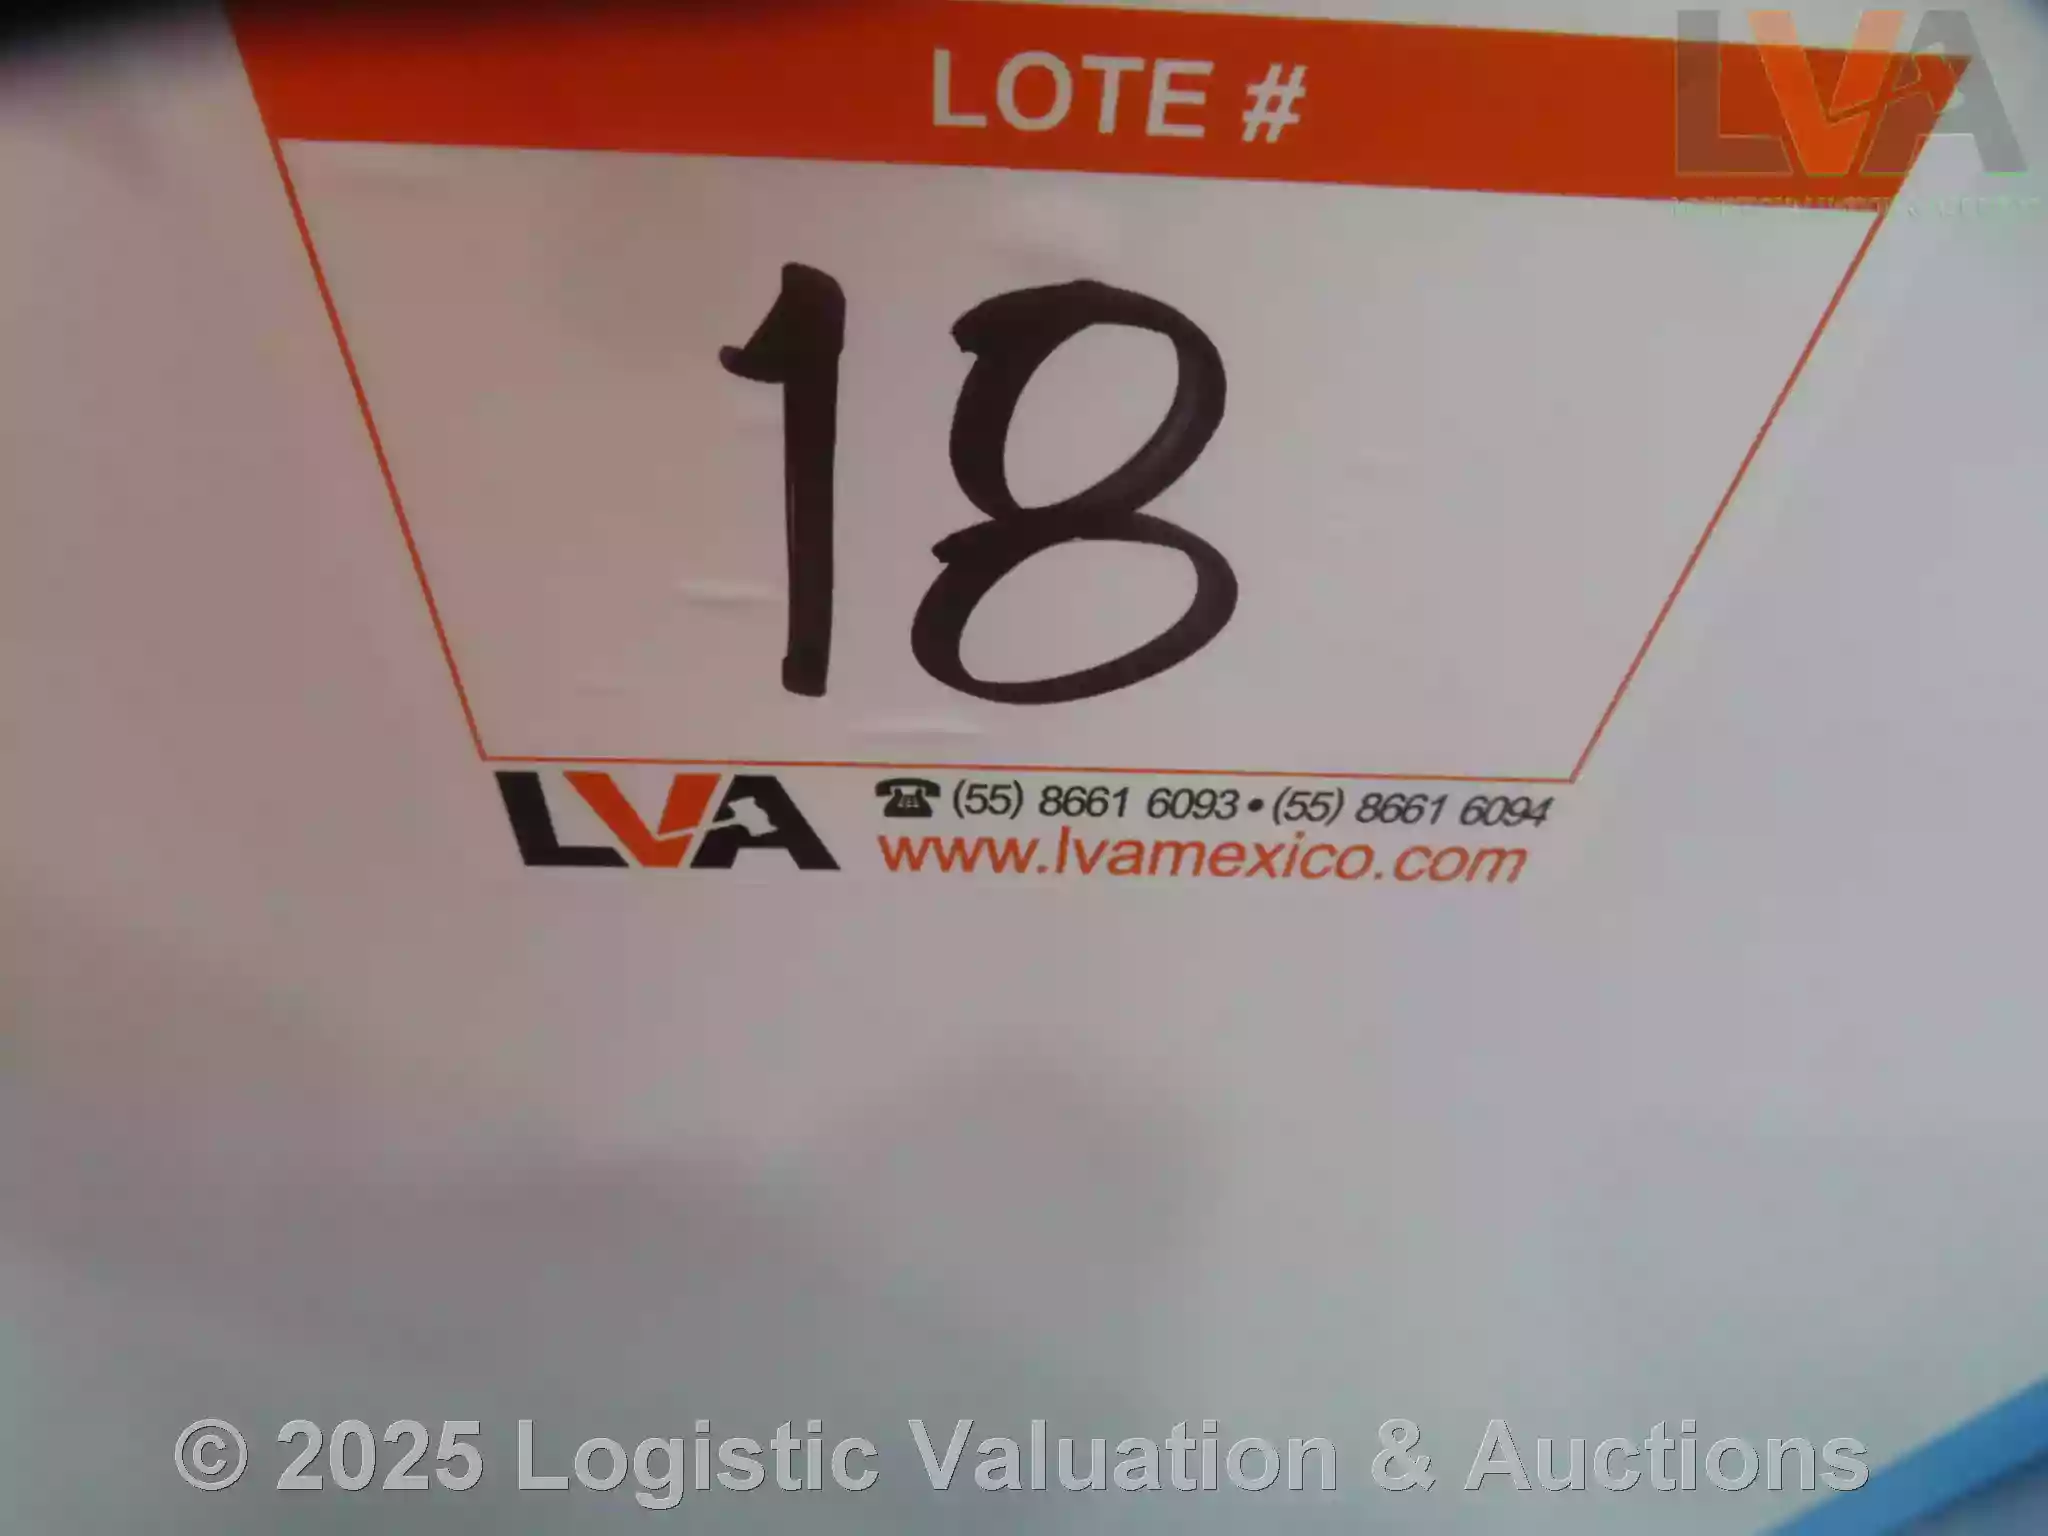 LOTE #
LVA
18
LVA
(55) 8661 6093 • (55) 8661 6094
www.lvamexico.com
© 2025 Logistic Valuation & Auctions